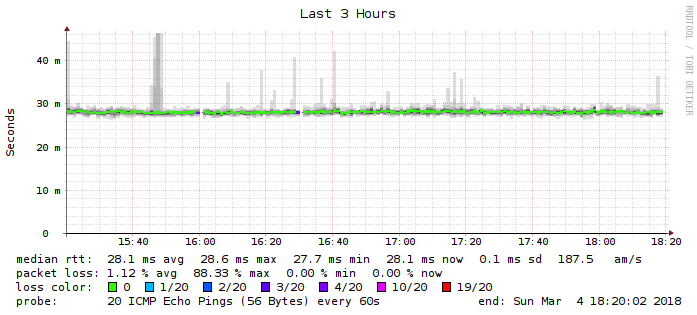 Last 3 Hours
RRDTOOL / TOBI OETIKER
Seconds
40 m
30 m
20 m
10 m
0
15:40 16:00 16:20 16:40 17:00 17:20 17:40 18:00 18:20
median rtt: 28.1 ms avg 28.6 ms max 27.7 ms min 28.1 ms now 0.1 ms sd 187.5 am/s
packet loss: 1.12 % avg 88.33 % max 0.00 % min 0.00 % now
loss color: 0 1/20 2/20 3/20 4/20 10/20 19/20
probe: 20 ICMP Echo Pings (56 Bytes) every 60s end: Sun Mar 4 18:20:02 2018